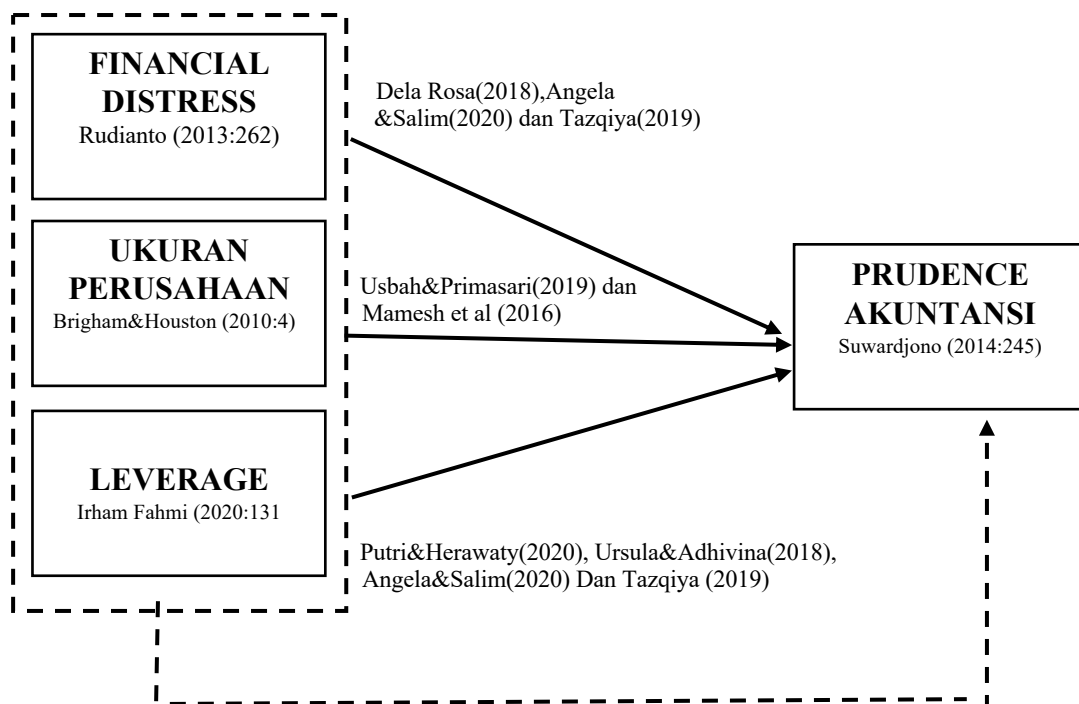 FINANCIAL
DISTRESS
Rudianto (2013:262)
Dela Rosa(2018),Angela
&Salim(2020) dan Tazqiya(2019)
UKURAN
PERUSAHAAN
Brigham&Houston (2010:4)
Usbah&Primasari(2019) dan
Mamesh et al (2016)
PRUDENCE
AKUNTANSI
Suwardjono (2014:245)
LEVERAGE
Irham Fahmi (2020:131
Putri&Herawaty(2020), Ursula&Adhivina(2018),
Angela&Salim(2020) Dan Tazqiya (2019)